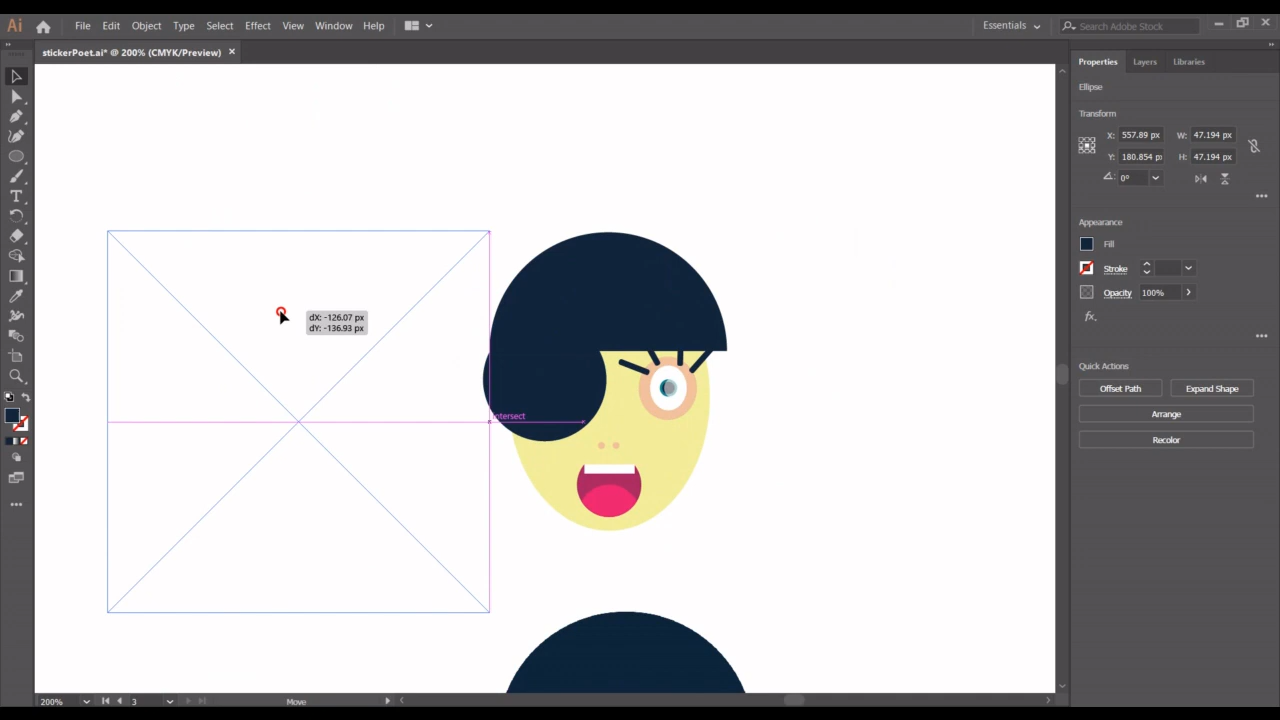 Ai File Edit Object Type Select Effect View Window Help Essentials Search Adobe Stock
stickerPoet.ai* @ 200% (CMYK/Preview) ×
Properties Layers Libraries
Ellipse
Transform
X: 557.89 px W: 47.194 px
Y: 180.854 p H: 47.194 px
0°
Appearance
Fill
Stroke
Opacity 100%
fx.
Quick Actions
Offset Path Expand Shape
Arrange
Recolor
dX: -126.07 px
dY: -136.93 px
intersect
200% 3 Move